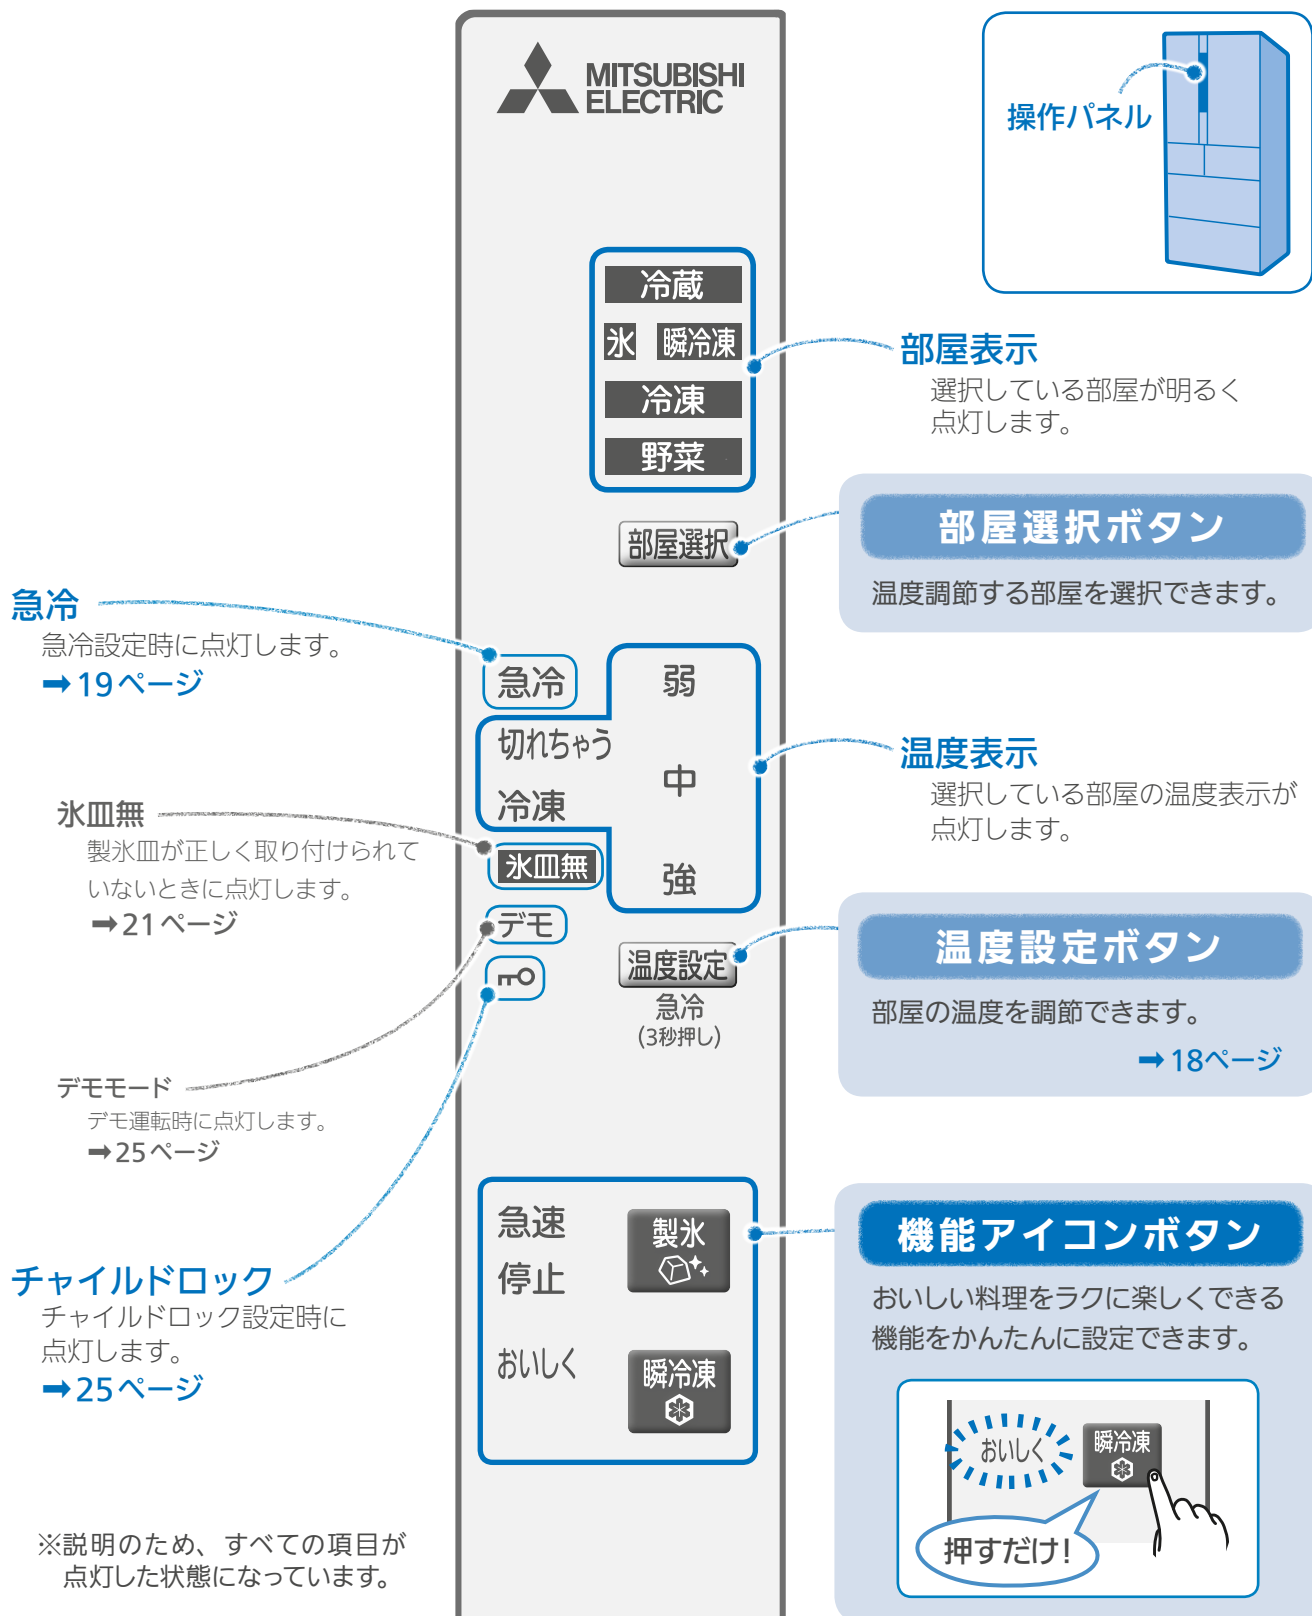 MITSUBISHI
ELECTRIC
操作パネル
冷蔵
氷 瞬冷凍
冷凍
野菜
部屋表示
選択している部屋が明るく
点灯します。
部屋選択
部屋選択ボタン
温度調節する部屋を選択できます。
急冷
急冷設定時に点灯します。
➡19ページ
急冷
弱
切れちゃう
冷凍
中
強
温度表示
選択している部屋の温度表示が
点灯します。
氷皿無
製氷皿が正しく取り付けられて
いないときに点灯します。
➡21ページ
氷皿無
デモ
温度設定
急冷
(3秒押し)
温度設定ボタン
部屋の温度を調節できます。
➡18ページ
デモモード
デモ運転時に点灯します。
➡25ページ
チャイルドロック
チャイルドロック設定時に
点灯します。
➡25ページ
急速
停止
製氷
おいしく
瞬冷凍
機能アイコンボタン
おいしい料理をラクに楽しくできる
機能をかんたんに設定できます。
おいしく
瞬冷凍
押すだけ!
※説明のため、すべての項目が
点灯した状態になっています。